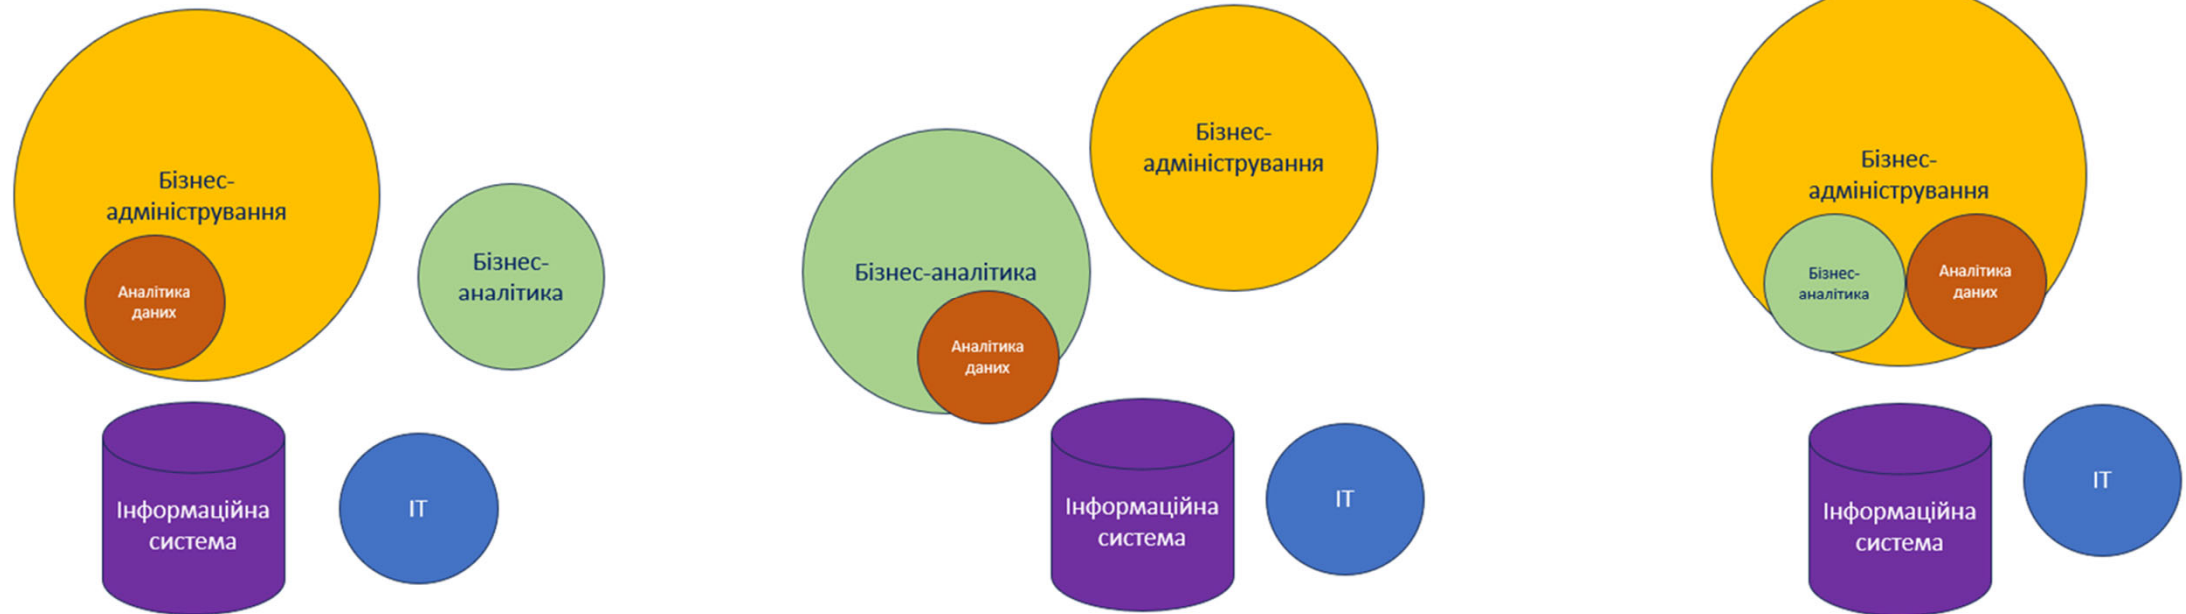 Бізнес-
адміністрування
Аналітика
даних
Бізнес-
аналітика
Інформаційна
система
ІТ
Бізнес-
адміністрування
Бізнес-аналітика
Аналітика
даних
Інформаційна
система
ІТ
Бізнес-
адміністрування
Бізнес-
аналітика
Аналітика
даних
Інформаційна
система
ІТ